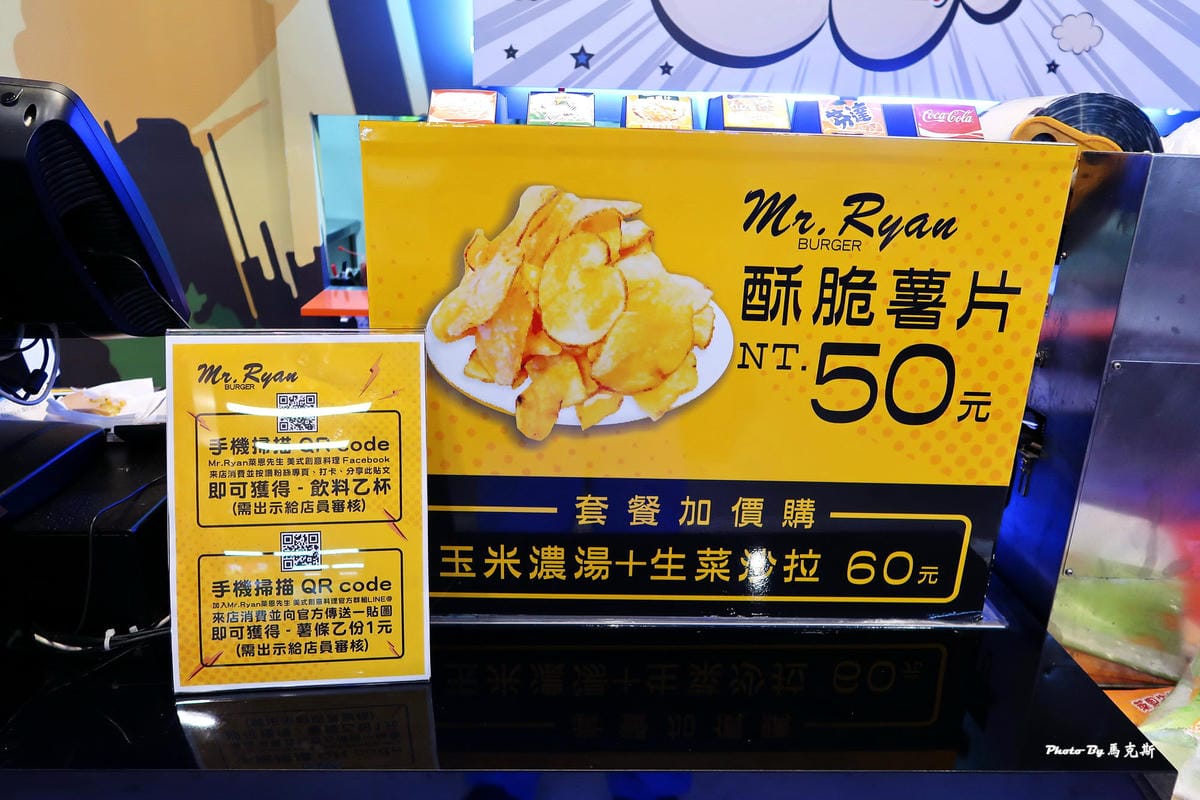 Coca-Cola
Mr. Ryan
BURGER
酥脆薯片
NT.50元
套餐加價購
玉米濃湯+生菜沙拉 60元
Mr. Ryan
BURGER
手機掃描 QR code
Mr.Ryan萊恩先生 美式創意料理 Facebook
來店消費並按讚粉絲專頁、打卡、分享此貼文
即可獲得 - 飲料乙杯
(需出示給店員審核)
手機掃描 QR code
加入Mr.Ryan萊恩先生 美式創意料理官方群組LINE@
來店消費並向官方傳送一貼圖
即可獲得 - 薯條乙份1元
(需出示給店員審核)
Photo By 馬克斯